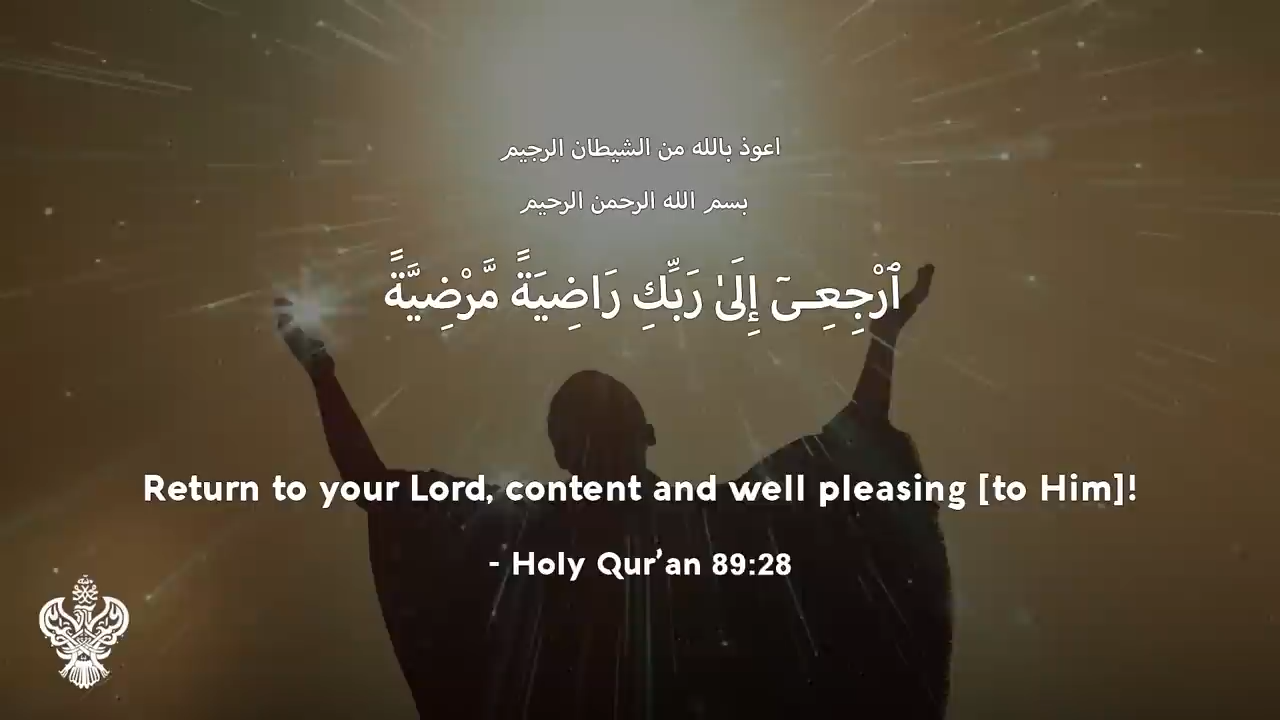 اعوذ بالله من الشيطان الرجيم
بسم الله الرحمن الرحيم
ٱرْجِعِىٓ إِلَىٰ رَبِّكِ رَاضِيَةً مَّرْضِيَّةً
Return to your Lord, content and well pleasing [to Him]!
- Holy Qur'an 89:28